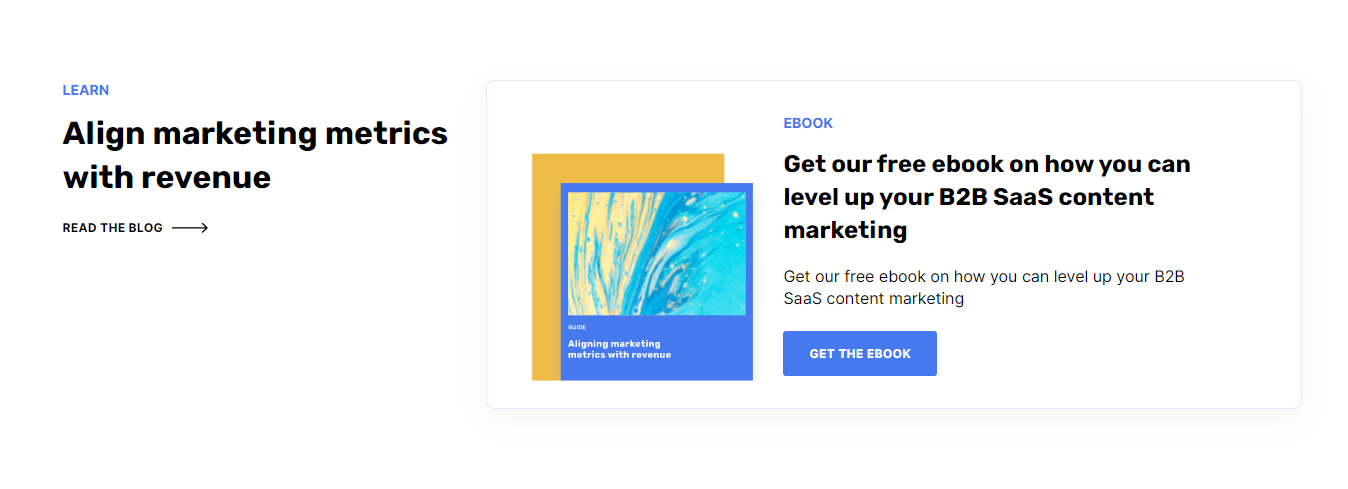 LEARN
Align marketing metrics
with revenue
READ THE BLOG
EBOOK
Get our free ebook on how you can
level up your B2B SaaS content
marketing
Get our free ebook on how you can level up your B2B
SaaS content marketing
GET THE EBOOK
GUIDE
Aligning marketing
metrics with revenue